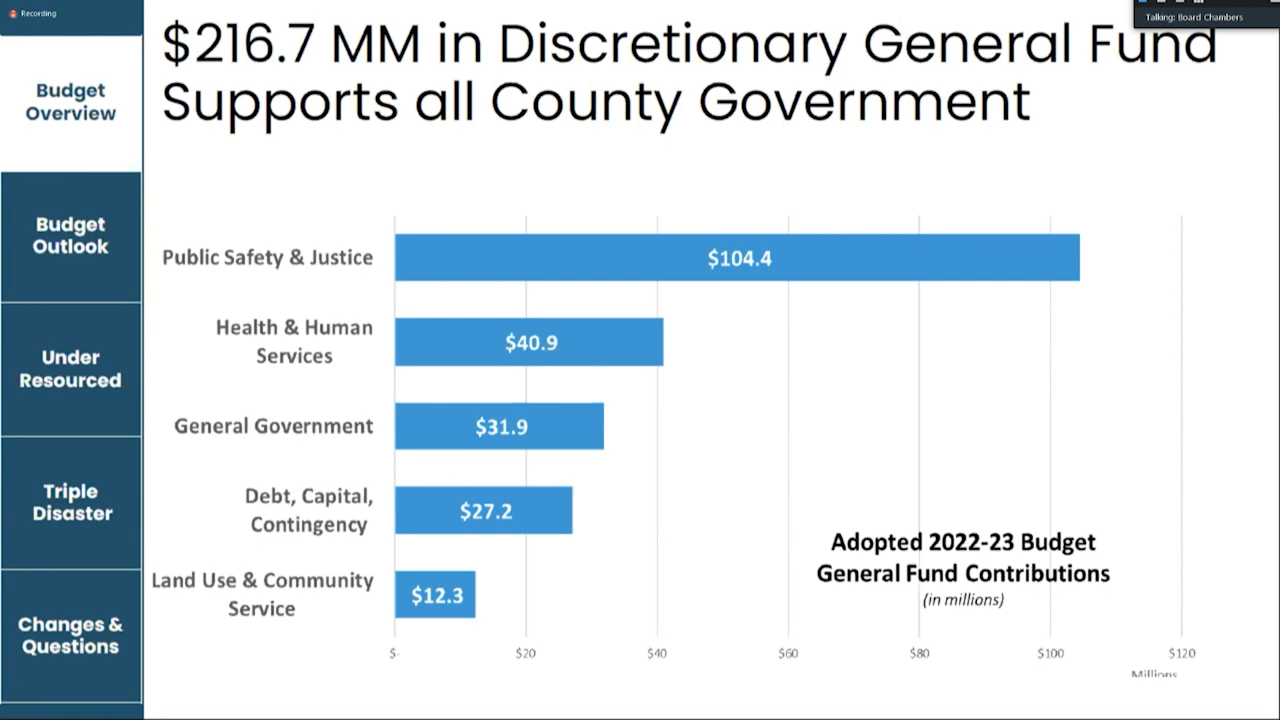 Recording
Talking: Board Chambers
$216.7 MM in Discretionary General Fund
Supports all County Government
Budget
Overview
Budget
Outlook
Under
Resourced
Triple
Disaster
Changes &
Questions
Public Safety & Justice
$104.4
Health & Human
Services
$40.9
General Government
$31.9
Debt, Capital,
Contingency
$27.2
Land Use & Community
Service
$12.3
Adopted 2022-23 Budget
General Fund Contributions
(in millions)
$-
$20
$40
$60
$80
$100
$120
Millions